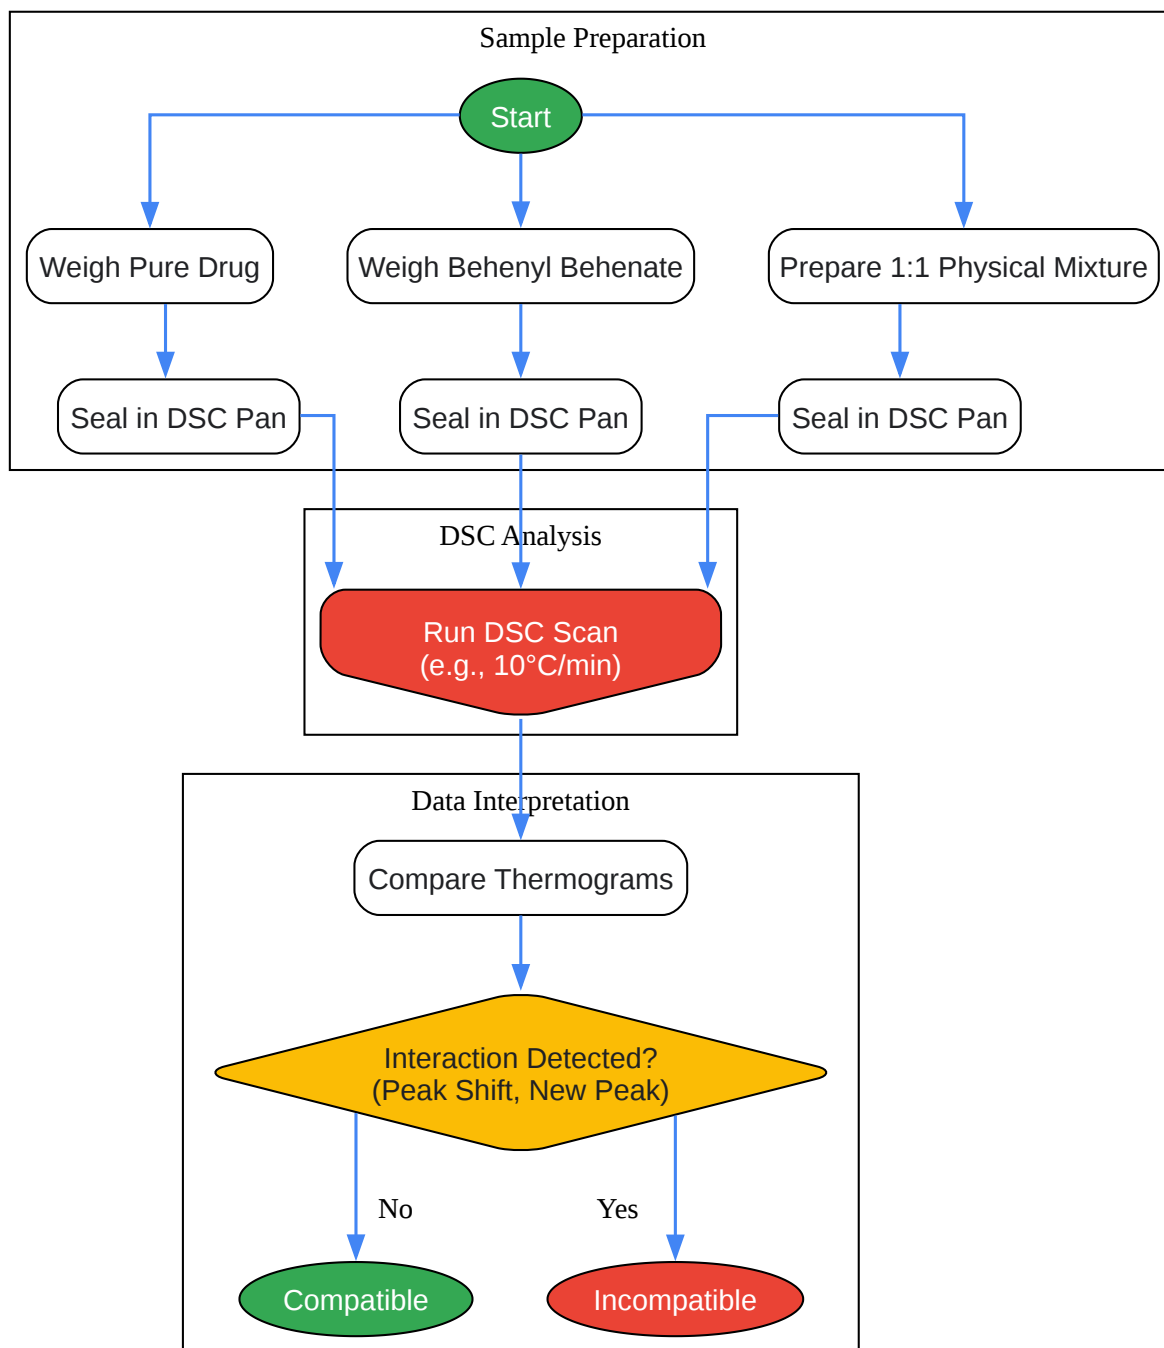 Sample Preparation
Start
Weigh Pure Drug
Weigh Behenyl Behenate
Prepare 1:1 Physical Mixture
Seal in DSC Pan
Seal in DSC Pan
Seal in DSC Pan
DSC Analysis
Run DSC Scan
(e.g., 10°C/min)
Data Interpretation
Compare Thermograms
Interaction Detected?
(Peak Shift, New Peak)
No
Yes
Compatible
Incompatible